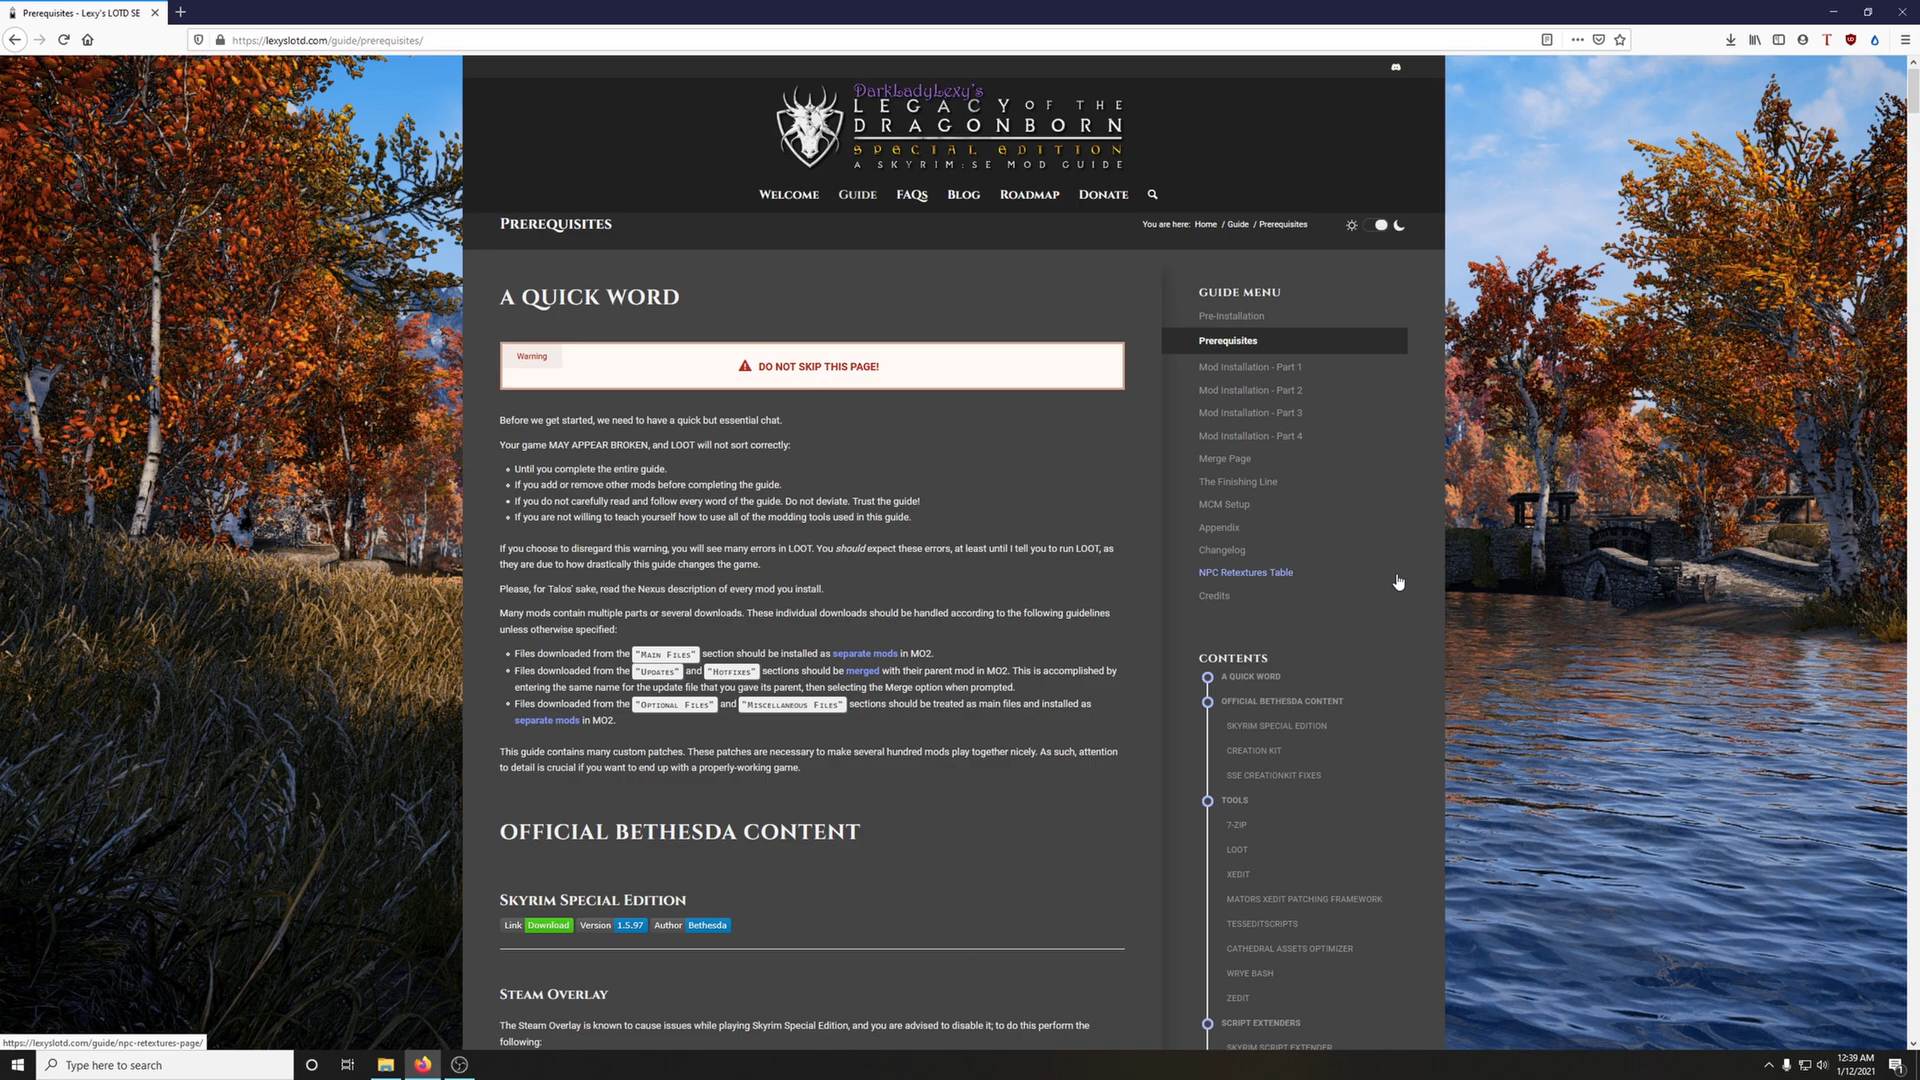 Prerequisites - Lexy's LOTD SE
https://lexyslotd.com/guide/prerequisites/
DarkLadyLexy's
LEGACY OF THE
DRAGONBORN
SPECIAL EDITION
A SKYRIM:SE MOD GUIDE
WELCOME GUIDE FAQs BLOG ROADMAP DONATE
PREREQUISITES
You are here: Home / Guide / Prerequisites
A QUICK WORD
Warning
DO NOT SKIP THIS PAGE!
Before we get started, we need to have a quick but essential chat.
Your game MAY APPEAR BROKEN, and LOOT will not sort correctly:
Until you complete the entire guide.
If you add or remove other mods before completing the guide.
If you do not carefully read and follow every word of the guide. Do not deviate. Trust the guide!
If you are not willing to teach yourself how to use all of the modding tools used in this guide.
If you choose to disregard this warning, you will see many errors in LOOT. You should expect these errors, at least until I tell you to run LOOT, as
they are due to how drastically this guide changes the game.
Please, for Talos' sake, read the Nexus description of every mod you install.
Many mods contain multiple parts or several downloads. These individual downloads should be handled according to the following guidelines
unless otherwise specified:
Files downloaded from the "MAIN FILES" section should be installed as separate mods in MO2.
Files downloaded from the "UPDATES" and "HOTFIXES" sections should be merged with their parent mod in MO2. This is accomplished by
entering the same name for the update file that you gave its parent, then selecting the Merge option when prompted.
Files downloaded from the "OPTIONAL FILES" and "MISCELLANEOUS FILES" sections should be treated as main files and installed as
separate mods in MO2.
This guide contains many custom patches. These patches are necessary to make several hundred mods play together nicely. As such, attention
to detail is crucial if you want to end up with a properly-working game.
OFFICIAL BETHESDA CONTENT
SKYRIM SPECIAL EDITION
Link Download Version 1.5.97 Author Bethesda
STEAM OVERLAY
The Steam Overlay is known to cause issues while playing Skyrim Special Edition, and you are advised to disable it; to do this perform the
following:
GUIDE MENU
Pre-Installation
Prerequisites
Mod Installation - Part 1
Mod Installation - Part 2
Mod Installation - Part 3
Mod Installation - Part 4
Merge Page
The Finishing Line
MCM Setup
Appendix
Changelog
NPC Retextures Table
Credits
CONTENTS
A QUICK WORD
OFFICIAL BETHESDA CONTENT
SKYRIM SPECIAL EDITION
CREATION KIT
SSE CREATIONKIT FIXES
TOOLS
7-ZIP
LOOT
XEDIT
MATORS XEDIT PATCHING FRAMEWORK
TES5EDITSCRIPTS
CATHEDRAL ASSETS OPTIMIZER
WRYE BASH
ZEDIT
SCRIPT EXTENDERS
SKYRIM SCRIPT EXTENDER
https://lexyslotd.com/guide/npc-retextures-page/
Type here to search
12:39 AM
1/12/2021